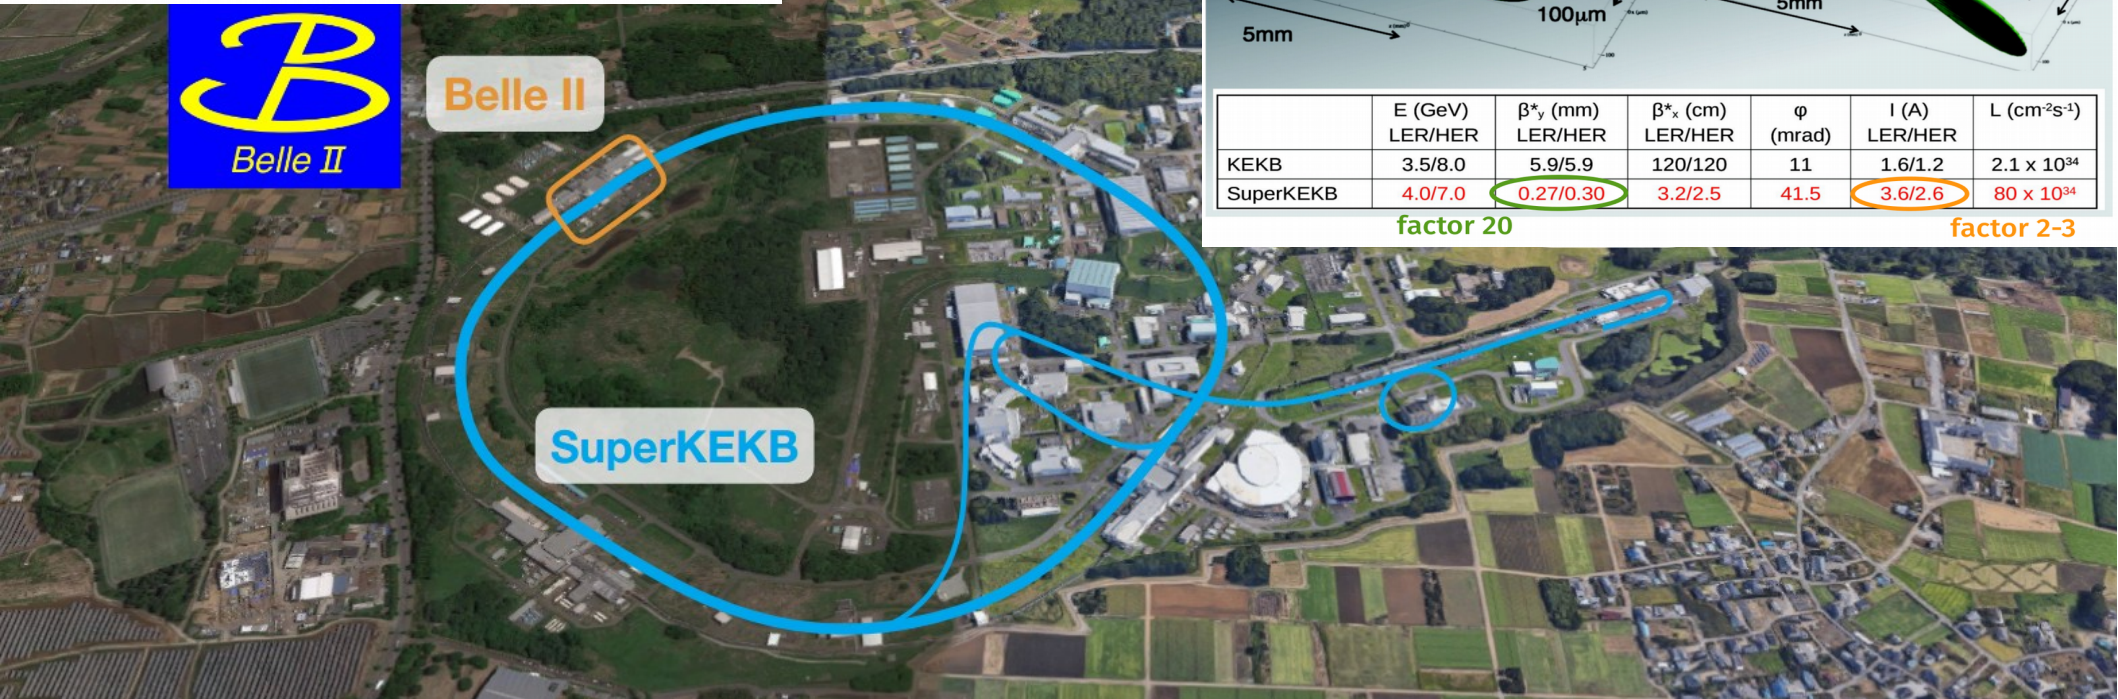 Belle II
Belle II
SuperKEKB
5mm
100μm
5mm
E (GeV) β*y (mm) β*x (cm) φ I (A) L (cm-2s-1)
LER/HER LER/HER LER/HER (mrad) LER/HER
KEKB 3.5/8.0 5.9/5.9 120/120 11 1.6/1.2 2.1 x 10³⁴
SuperKEKB 4.0/7.0 0.27/0.30 3.2/2.5 41.5 3.6/2.6 80 x 10³⁴
factor 20
factor 2-3